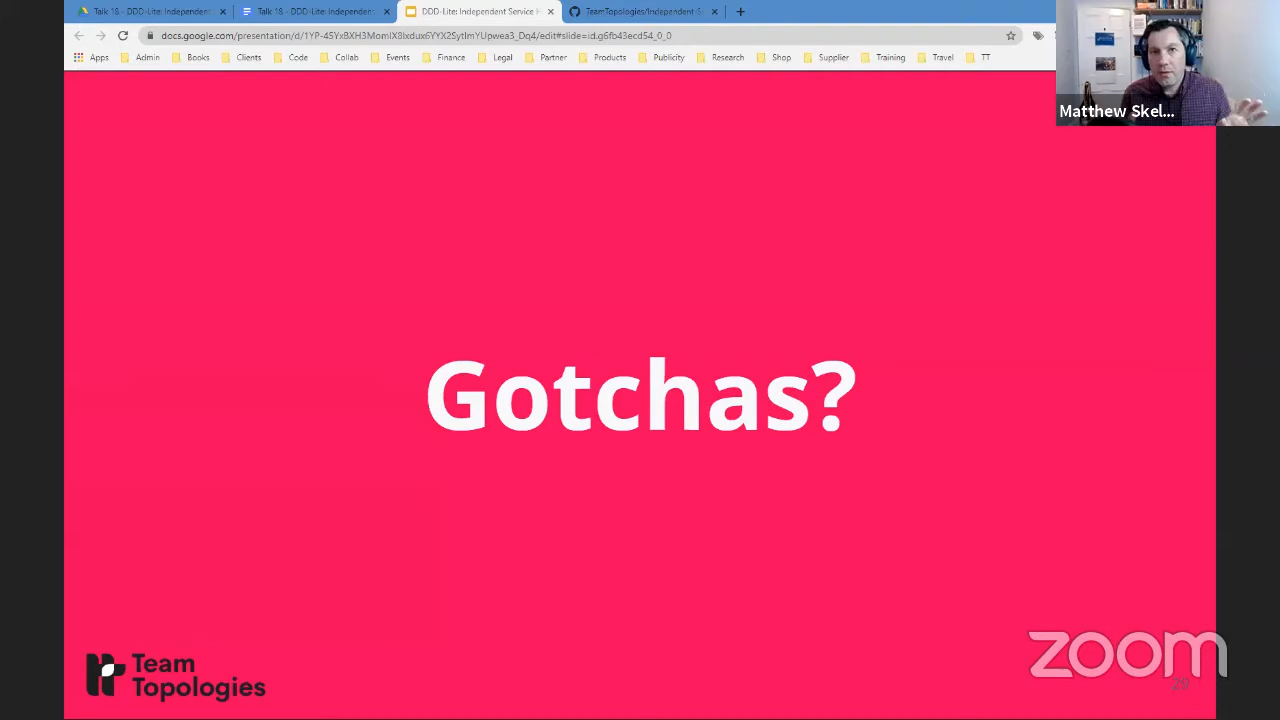 Talk 18 - DDD-Lite: Independent
Talk 18 - DDD-Lite: Independent
DDD-Lite: Independent Service H
TeamTopologies/Independent-S
Apps
Admin
Books
Clients
Code
Collab
Events
Finance
Legal
Partner
Products
Publicity
Research
Shop
Supplier
Training
Travel
TT
Matthew Skel...
Gotchas?
Team
Topologies
zoom
29